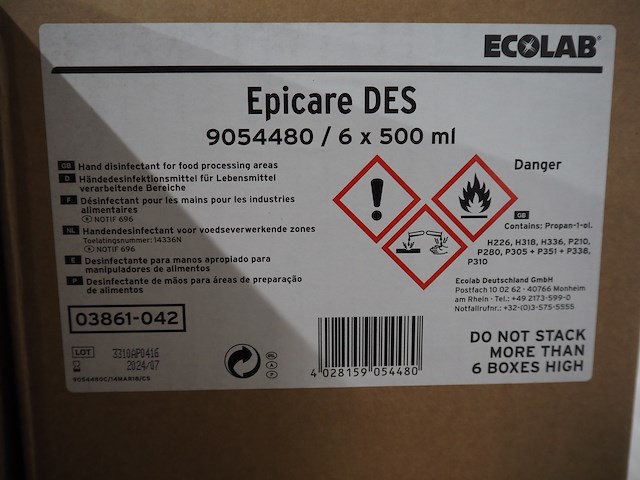 ECOLAB®
Epicare DES
9054480 / 6 x 500 ml
GB Hand disinfectant for food processing areas
D Händedesinfektionsmittel für Lebensmittel
verarbeitende Bereiche
F Désinfectant pour les mains pour les industries
alimentaires
NOTIF 696
NL Handendesinfectant voor voedselverwerkende zones
Toelatingsnummer: 14336N
NOTIF 696
E Desinfectante para manos apropiado para
manipuladores de alimentos
P Desinfectante de mãos para áreas de preparação
de alimentos
03861-042
LOT 3310AP0416
2024/07
9054480C/14MAR18/CS
4 028159 054480
Danger
GB
Contains: Propan-1-ol.
H226, H318, H336, P210,
P280, P305 + P351 + P338,
P310
Ecolab Deutschland GmbH
Postfach 10 02 62 · 40766 Monheim
am Rhein · Tel.: +49 2173-599-0
Notfallrufnr.: +32-(0)3-575-5555
DO NOT STACK
MORE THAN
6 BOXES HIGH